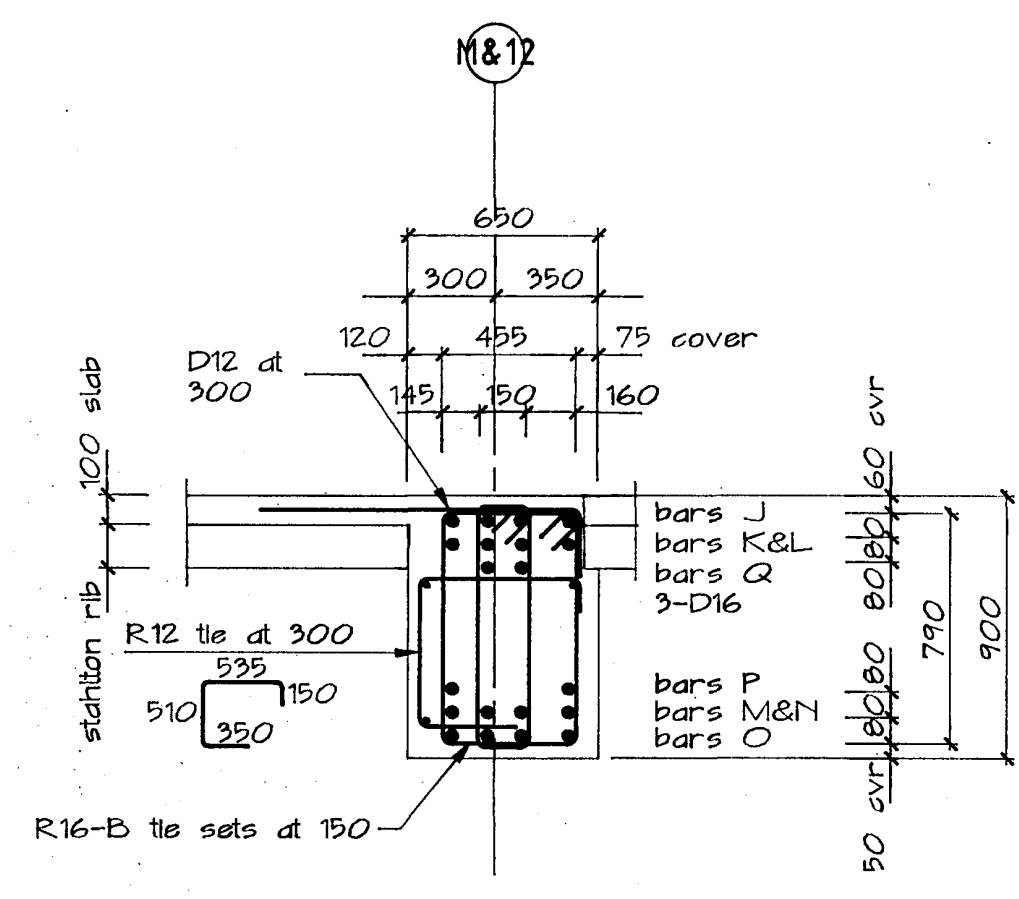 M&12
650
300 350
120 455 75 cover
D12 at
300
145 150 160
100 slab
stahlton rib
60 cvr
bars J
bars K&L
bars Q
3-D16
80
80
790
900
R12 tie at 300
535
150
510
350
bars P
bars M&N
bars O
80
80
50 cvr
R16-B tie sets at 150